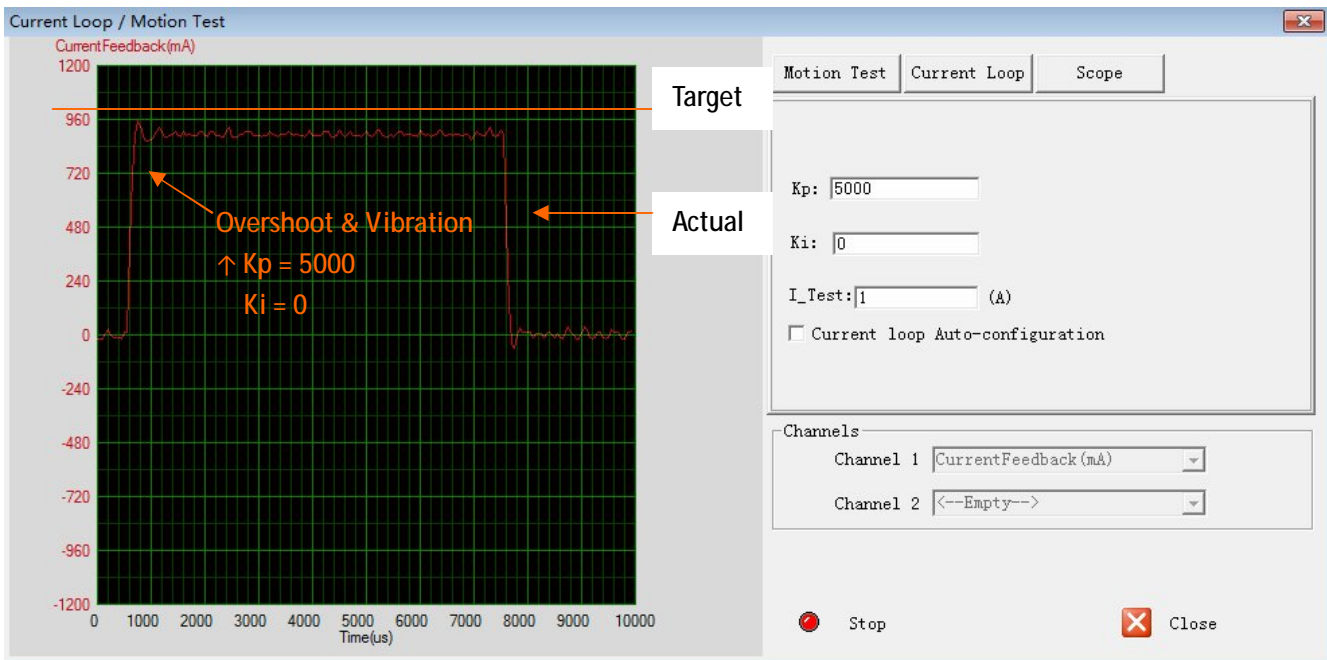 Current Loop / Motion Test
CurrentFeedback(mA)
1200
960
720
480
240
0
-240
-480
-720
-960
-1200
0 1000 2000 3000 4000 5000 6000 7000 8000 9000 10000
Time(us)
Target
Actual
Overshoot & Vibration
↑ Kp = 5000
Ki = 0
Motion Test Current Loop Scope
Kp: 5000
Ki: 0
I_Test: 1 (A)
Current loop Auto-configuration
Channels
Channel 1 CurrentFeedback(mA)
Channel 2 <--Empty-->
Stop Close